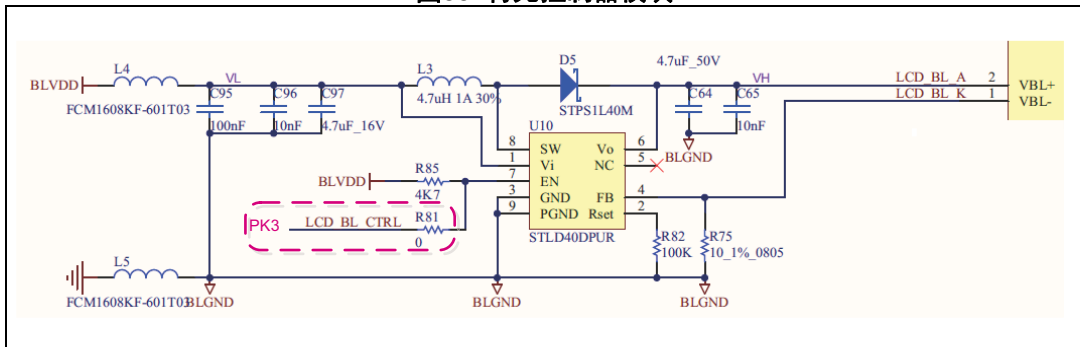 BLVDD
L4
FCM1608KF-601T03
VL
C95
100nF
C96
10nF
C97
4.7uF_16V
L3
4.7uH 1A 30%
D5
STPS1L40M
4.7uF_50V
VH
C64
C65
10nF
BLGND
LCD_BL_A
LCD_BL_K
2
1
VBL+
VBL-
U10
8 SW Vo 6
1 Vi NC 5
7 EN
3 GND FB 4
9 PGND Rset 2
STLD40DPUR
BLVDD
R85
4K7
PK3
LCD_BL_CTRL
R81
0
R82
100K
R75
10_1%_0805
L5
FCM1608KF-601T03
BLGND
BLGND
BLGND